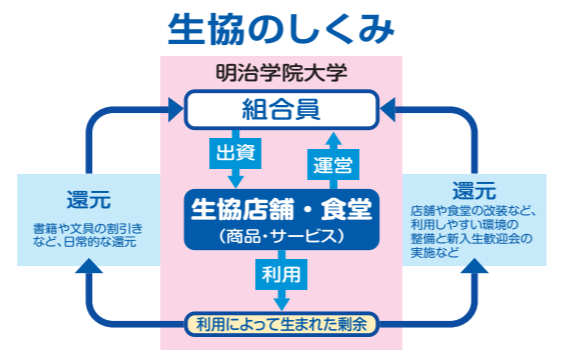 生協のしくみ
明治学院大学
組合員
出資
運営
還元
書籍や文具の割引き
など、日常的な還元
生協店舗・食堂
（商品・サービス）
還元
店舗や食堂の改装など、
利用しやすい環境の
整備と新入生歓迎会の
実施など
利用
利用によって生まれた剰余